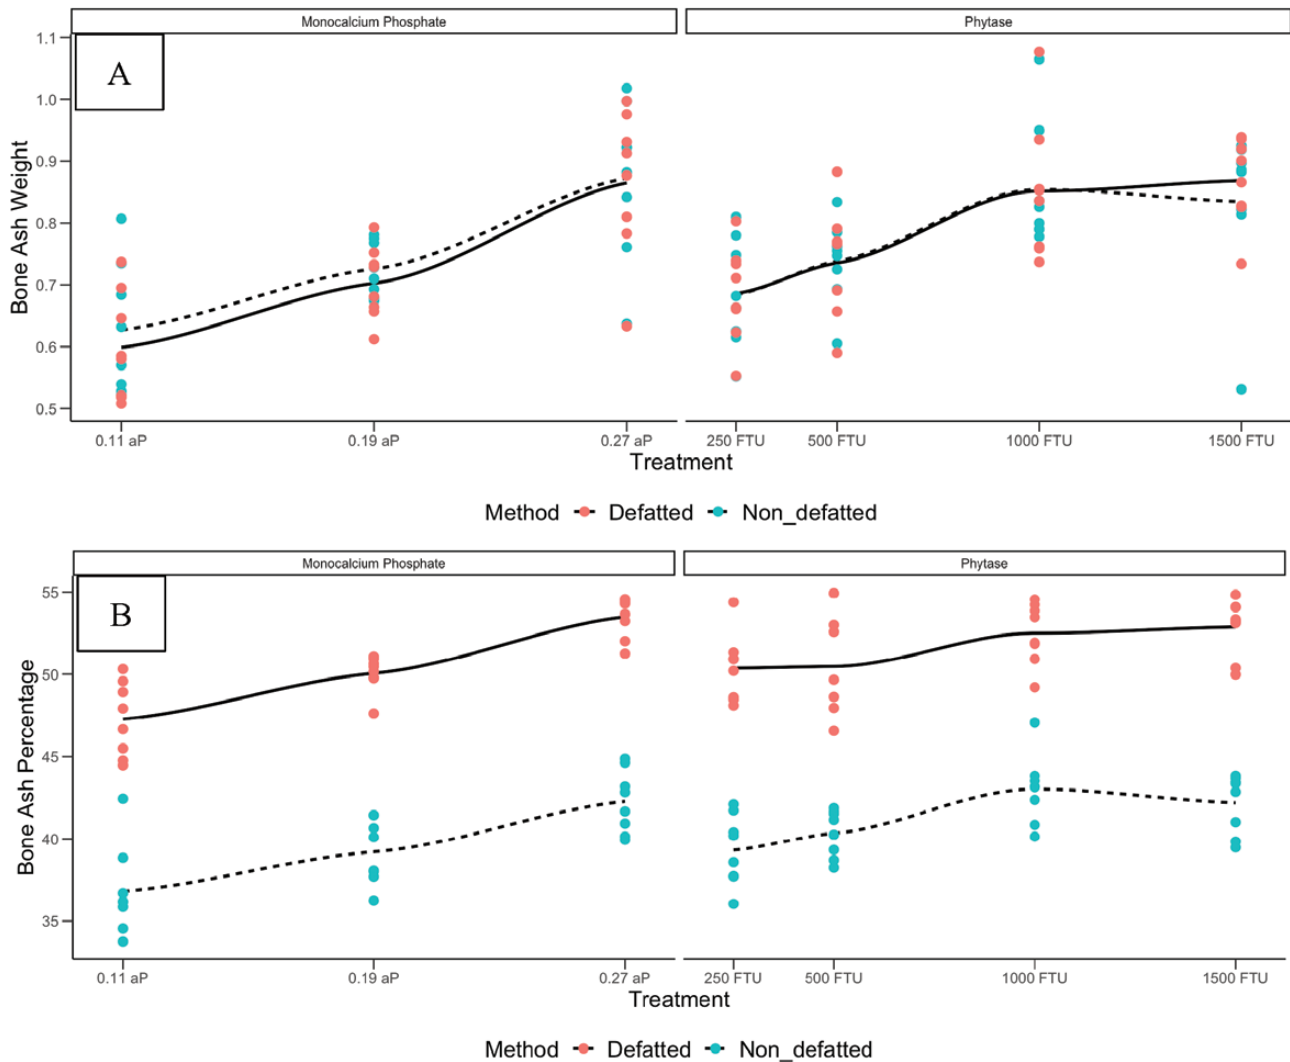 Monocalcium Phosphate Phytase
A
1.1
1.0
0.9
0.8
0.7
0.6
0.5
Bone Ash Weight
0.11 aP 0.19 aP 0.27 aP 250 FTU 500 FTU 1000 FTU 1500 FTU
Treatment
Method Defatted Non_defatted
Monocalcium Phosphate Phytase
B
55
50
45
40
35
Bone Ash Percentage
0.11 aP 0.19 aP 0.27 aP 250 FTU 500 FTU 1000 FTU 1500 FTU
Treatment
Method Defatted Non_defatted